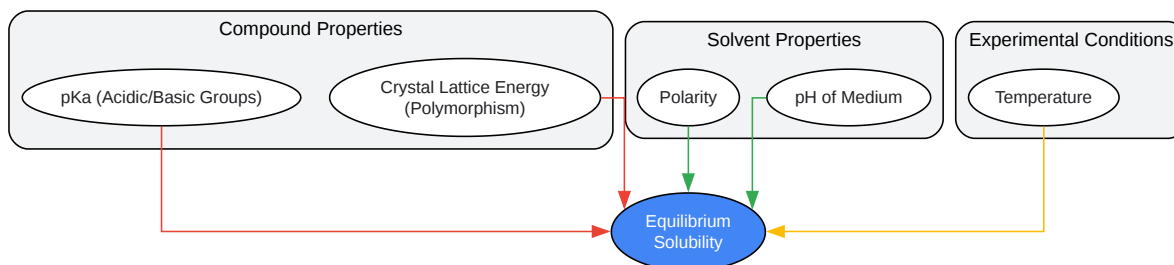 Compound Properties
Solvent Properties
Experimental Conditions
pKa (Acidic/Basic Groups)
Crystal Lattice Energy
(Polymorphism)
Polarity
pH of Medium
Temperature
Equilibrium
Solubility